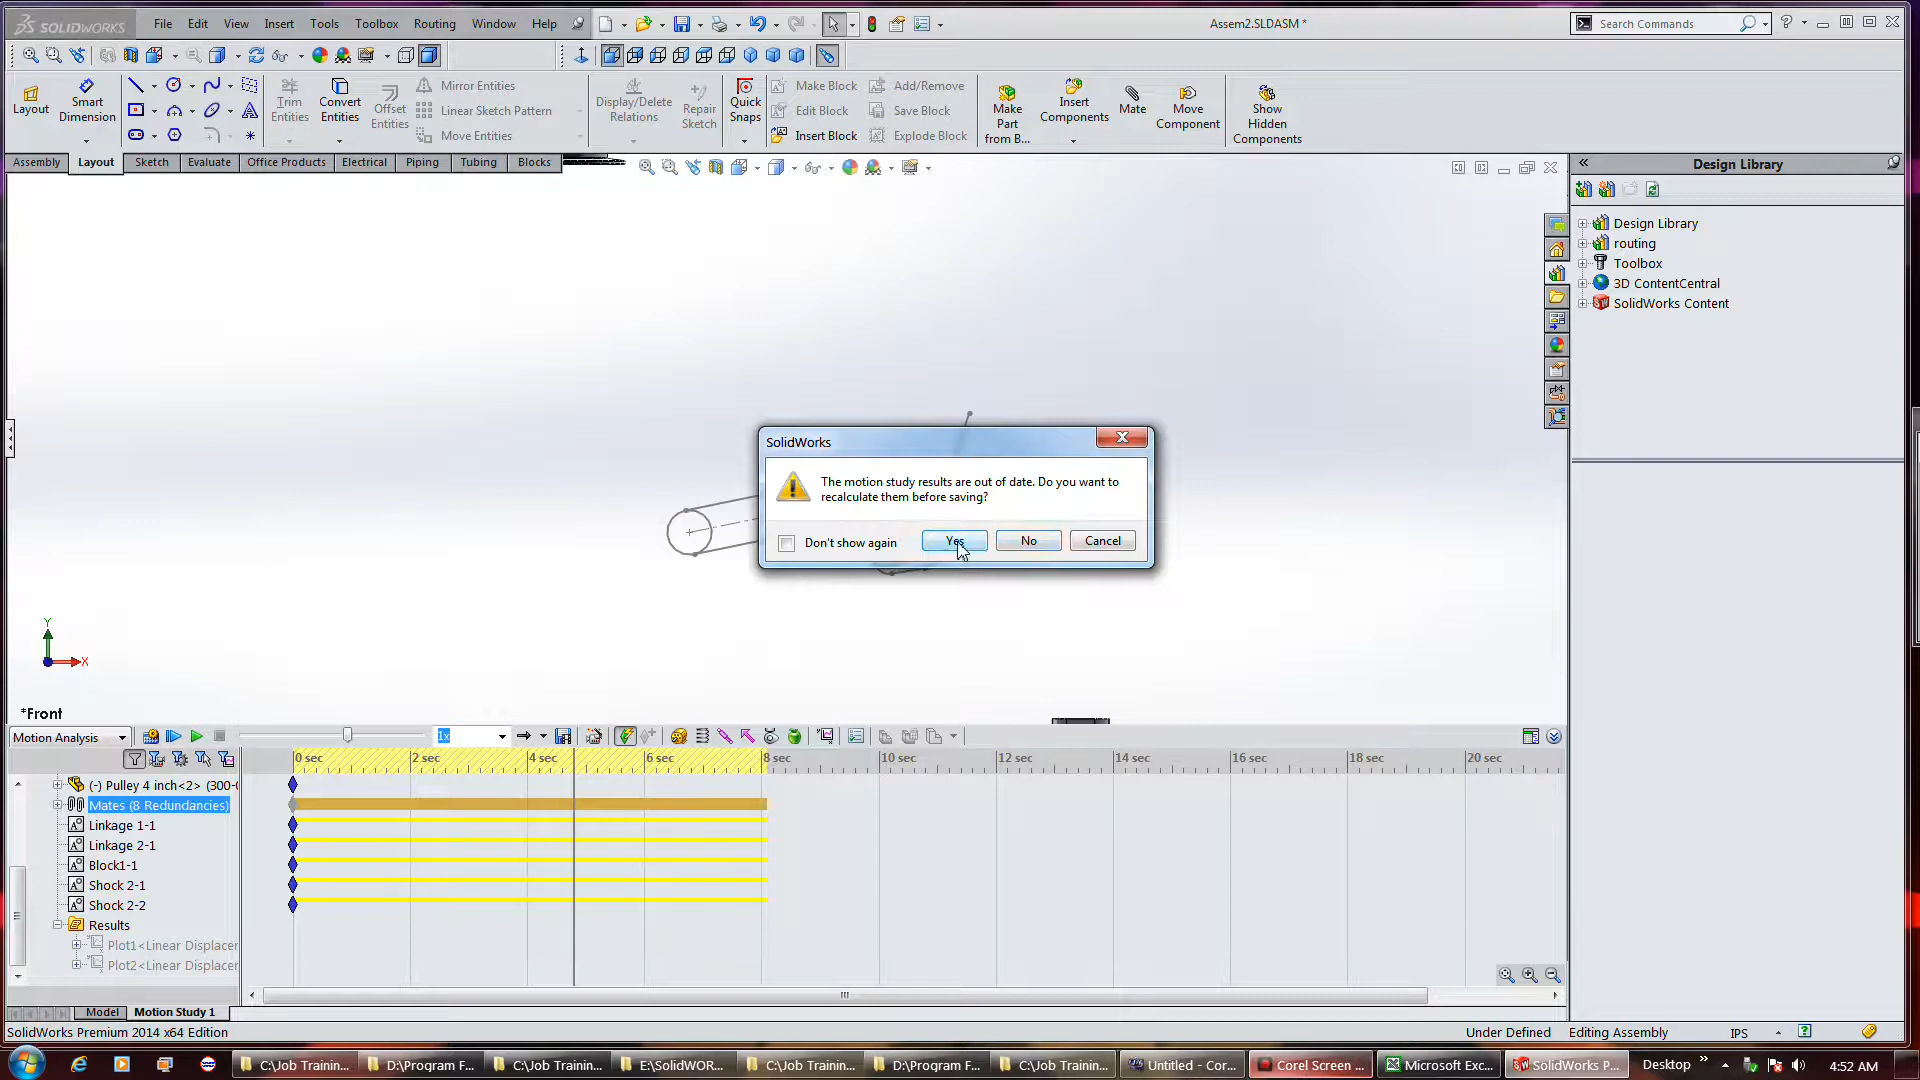 SOLIDWORKS File Edit View Insert Tools Toolbox Routing Window Help Assem2.SLDASM * Search Commands
Layout Smart Dimension Trim Entities Convert Entities Offset Entities Mirror Entities Linear Sketch Pattern Move Entities Display/Delete Relations Repair Sketch Quick Snaps Make Block Edit Block Insert Block Add/Remove Save Block Explode Block Make Part from B... Insert Components Mate Move Component Show Hidden Components
Assembly Layout Sketch Evaluate Office Products Electrical Piping Tubing Blocks
Design Library
Design Library
routing
Toolbox
3D ContentCentral
SolidWorks Content
SolidWorks
The motion study results are out of date. Do you want to
recalculate them before saving?
Don't show again Yes No Cancel
Y
X
*Front
Motion Analysis 1x
0 sec 2 sec 4 sec 6 sec 8 sec 10 sec 12 sec 14 sec 16 sec 18 sec 20 sec
(-) Pulley 4 inch<2> (300-
Mates (8 Redundancies)
Linkage 1-1
Linkage 2-1
Block1-1
Shock 2-1
Shock 2-2
Results
Plot1<Linear Displacer
Plot2<Linear Displacer
Model Motion Study 1
SolidWorks Premium 2014 x64 Edition Under Defined Editing Assembly IPS
C:\Job Trainin... D:\Program F... C:\Job Trainin... E:\SolidWOR... C:\Job Trainin... D:\Program F... C:\Job Trainin... Untitled - Cor... Corel Screen ... Microsoft Exc... SolidWorks P... Desktop 4:52 AM